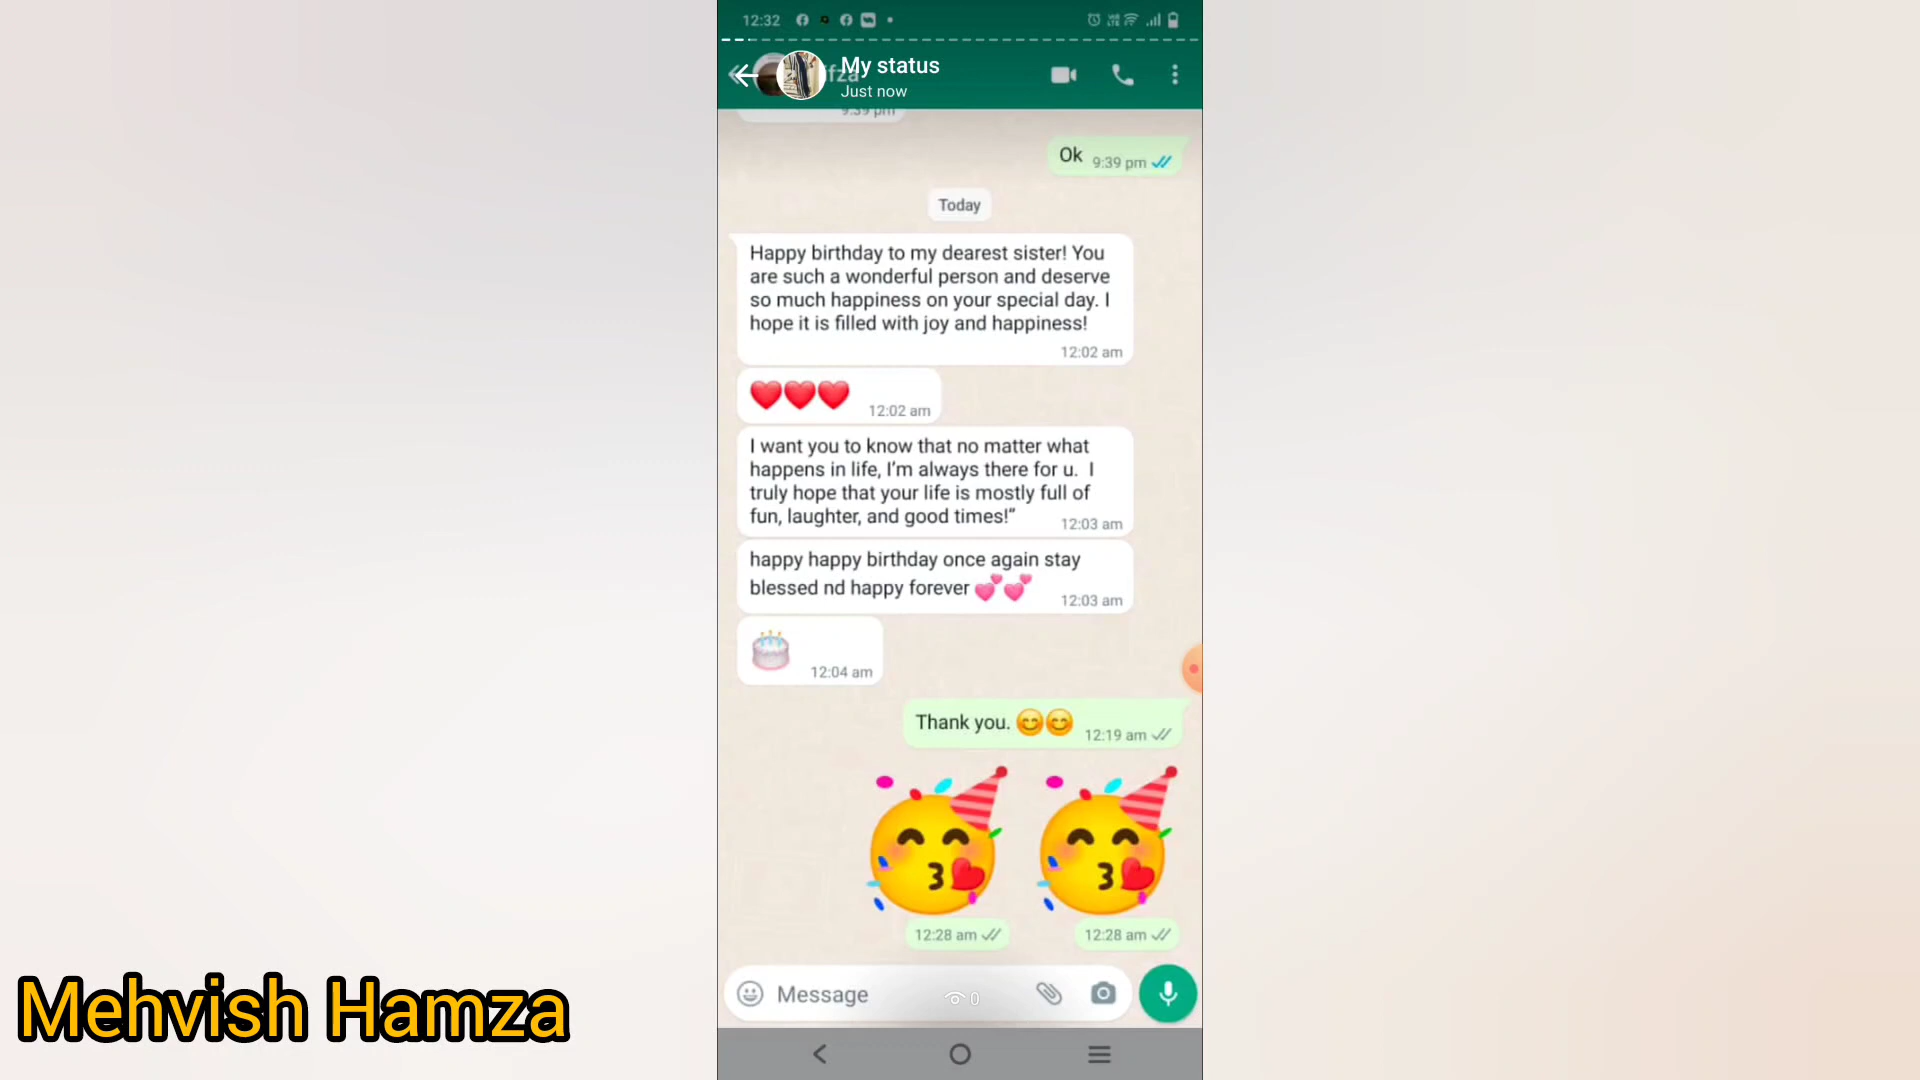 12:32
My status
Just now
9:39 pm
Ok 9:39 pm
Today
Happy birthday to my dearest sister! You
are such a wonderful person and deserve
so much happiness on your special day. I
hope it is filled with joy and happiness!
12:02 am
12:02 am
I want you to know that no matter what
happens in life, I’m always there for u.  I
truly hope that your life is mostly full of
fun, laughter, and good times!“
12:03 am
happy happy birthday once again stay
blessed nd happy forever
12:03 am
12:04 am
Thank you. 12:19 am
12:28 am 12:28 am
Message 0
Mehvish Hamza